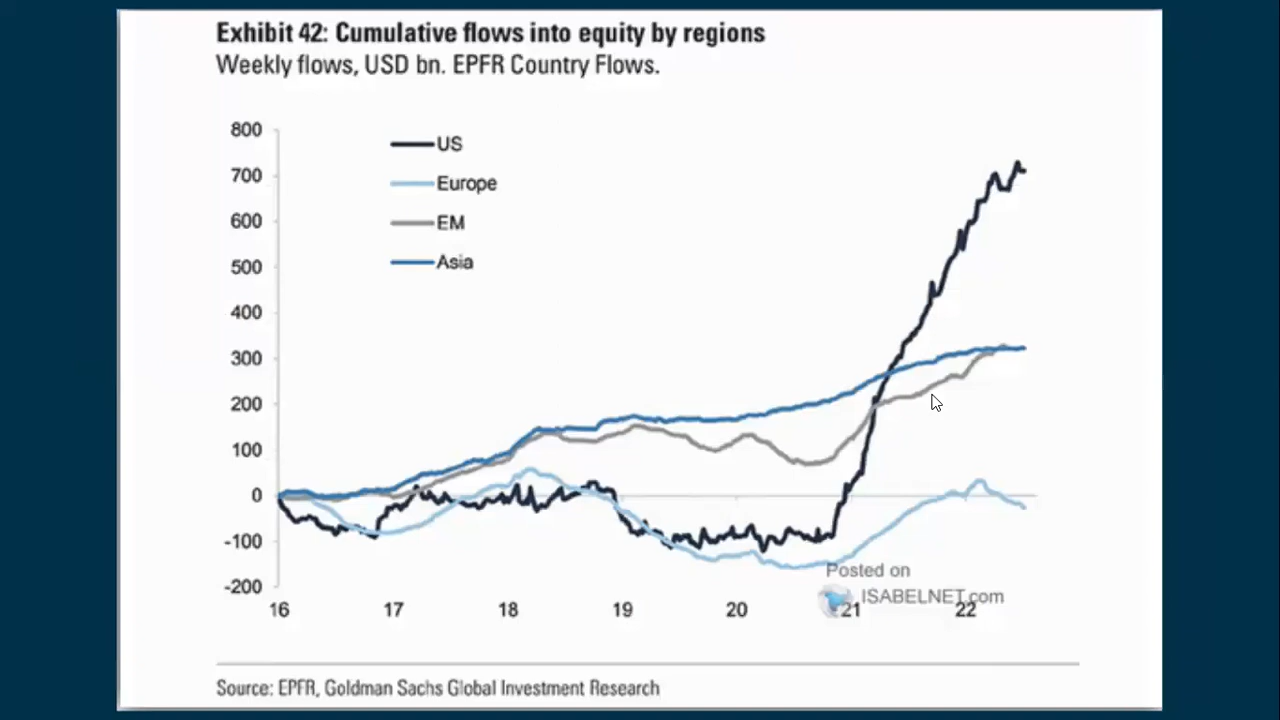 Exhibit 42: Cumulative flows into equity by regions
Weekly flows, USD bn. EPFR Country Flows.
800
700
600
500
400
300
200
100
0
-100
-200
US
Europe
EM
Asia
16 17 18 19 20 21 22
Posted on
ISABELNET.com
Source: EPFR, Goldman Sachs Global Investment Research